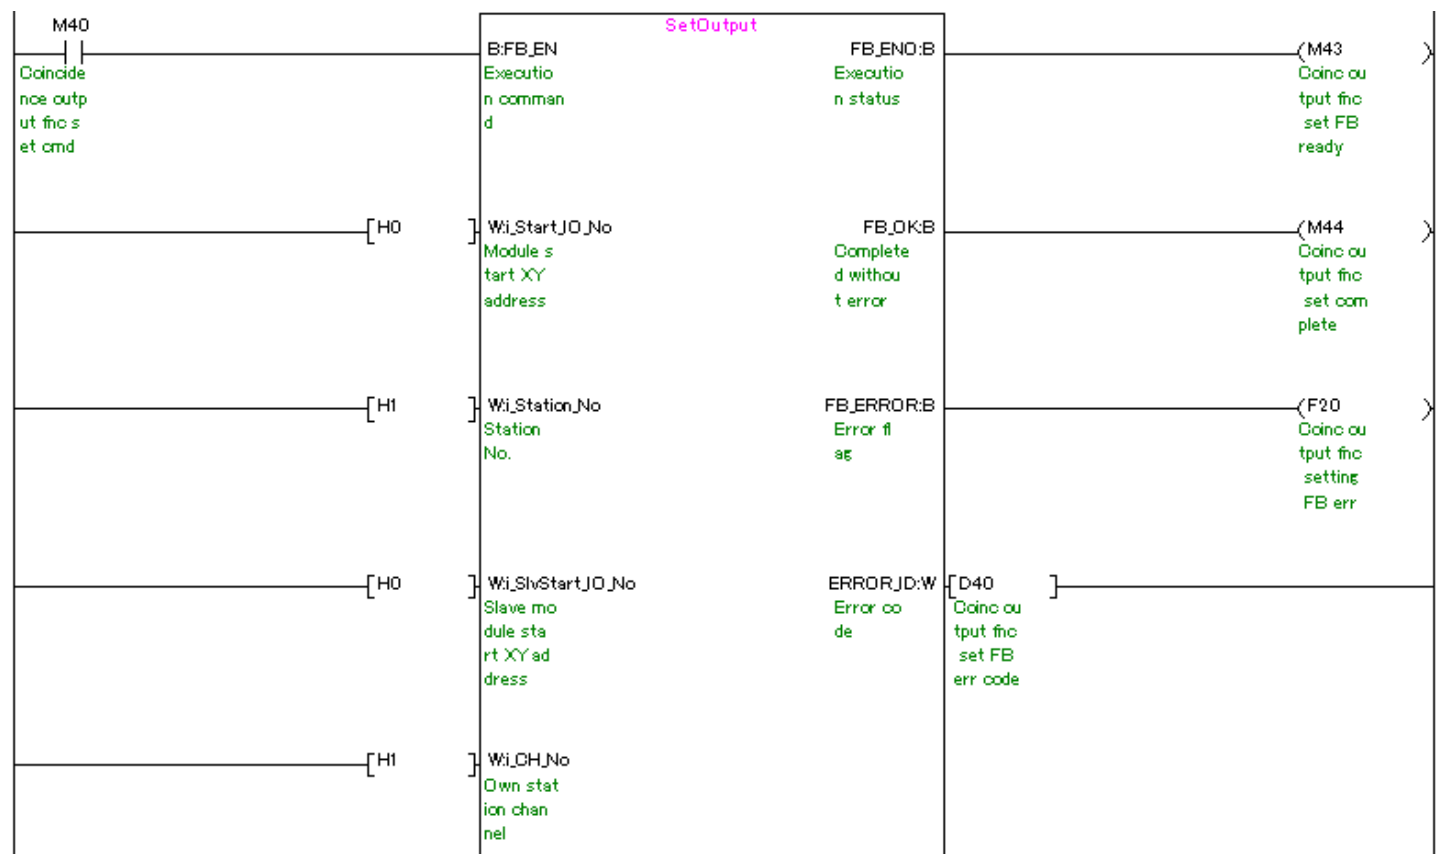 M40
SetOutput
B:FB_EN
FB_ENO:B
M43
Coincide
nce outp
ut fnc s
et cmd
Executio
n comman
d
Executio
n status
Coinc ou
tput fnc
set FB
ready
H0
W:i_Start_IO_No
FB_OK:B
M44
Module s
tart XY
address
Complete
d withou
t error
Coinc ou
tput fnc
set com
plete
H1
W:i_Station_No
FB_ERROR:B
F20
Station
No.
Error fl
ag
Coinc ou
tput fnc
setting
FB err
H0
W:i_SlvStart_IO_No
ERROR_ID:W
D40
Slave mo
dule sta
rt XY ad
dress
Error co
de
Coinc ou
tput fnc
set FB
err code
H1
W:i_CH_No
Own stat
ion chan
nel